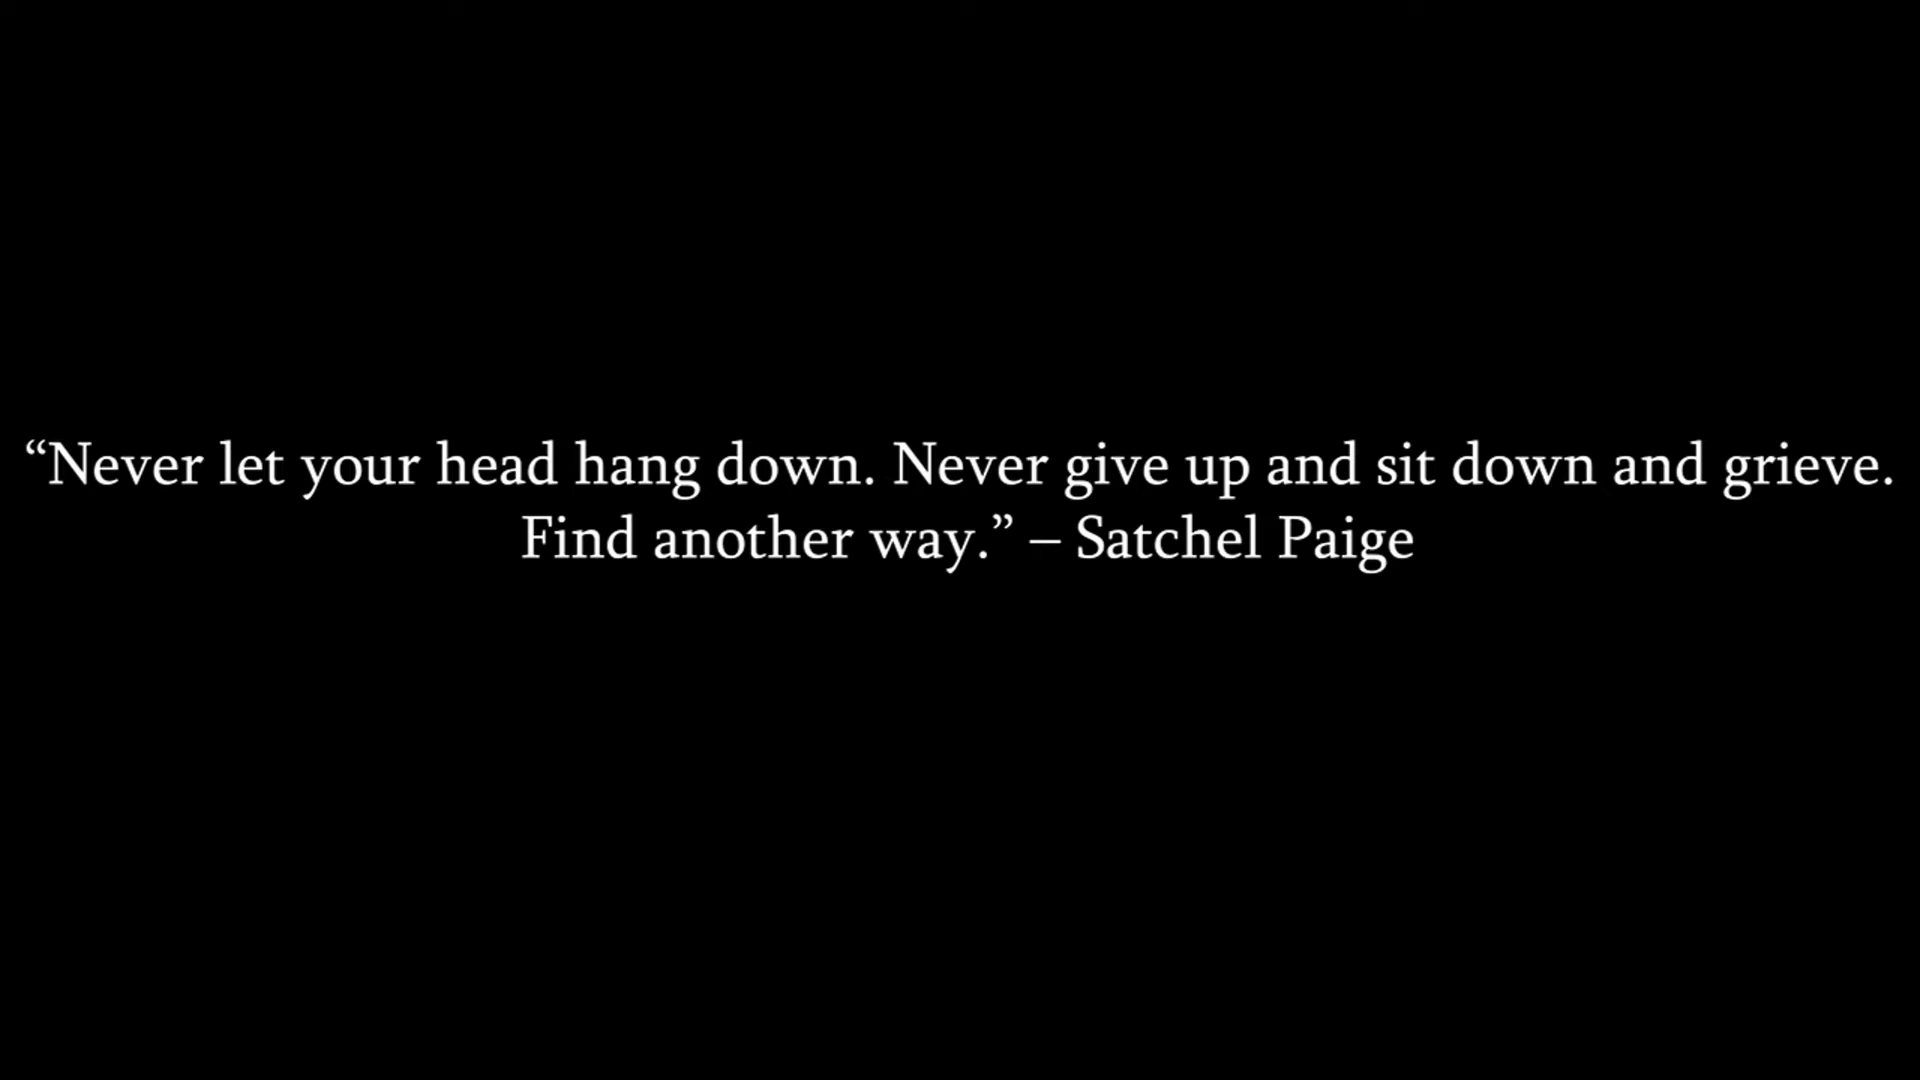 “Never let your head hang down. Never give up and sit down and grieve.
Find another way.” – Satchel Paige